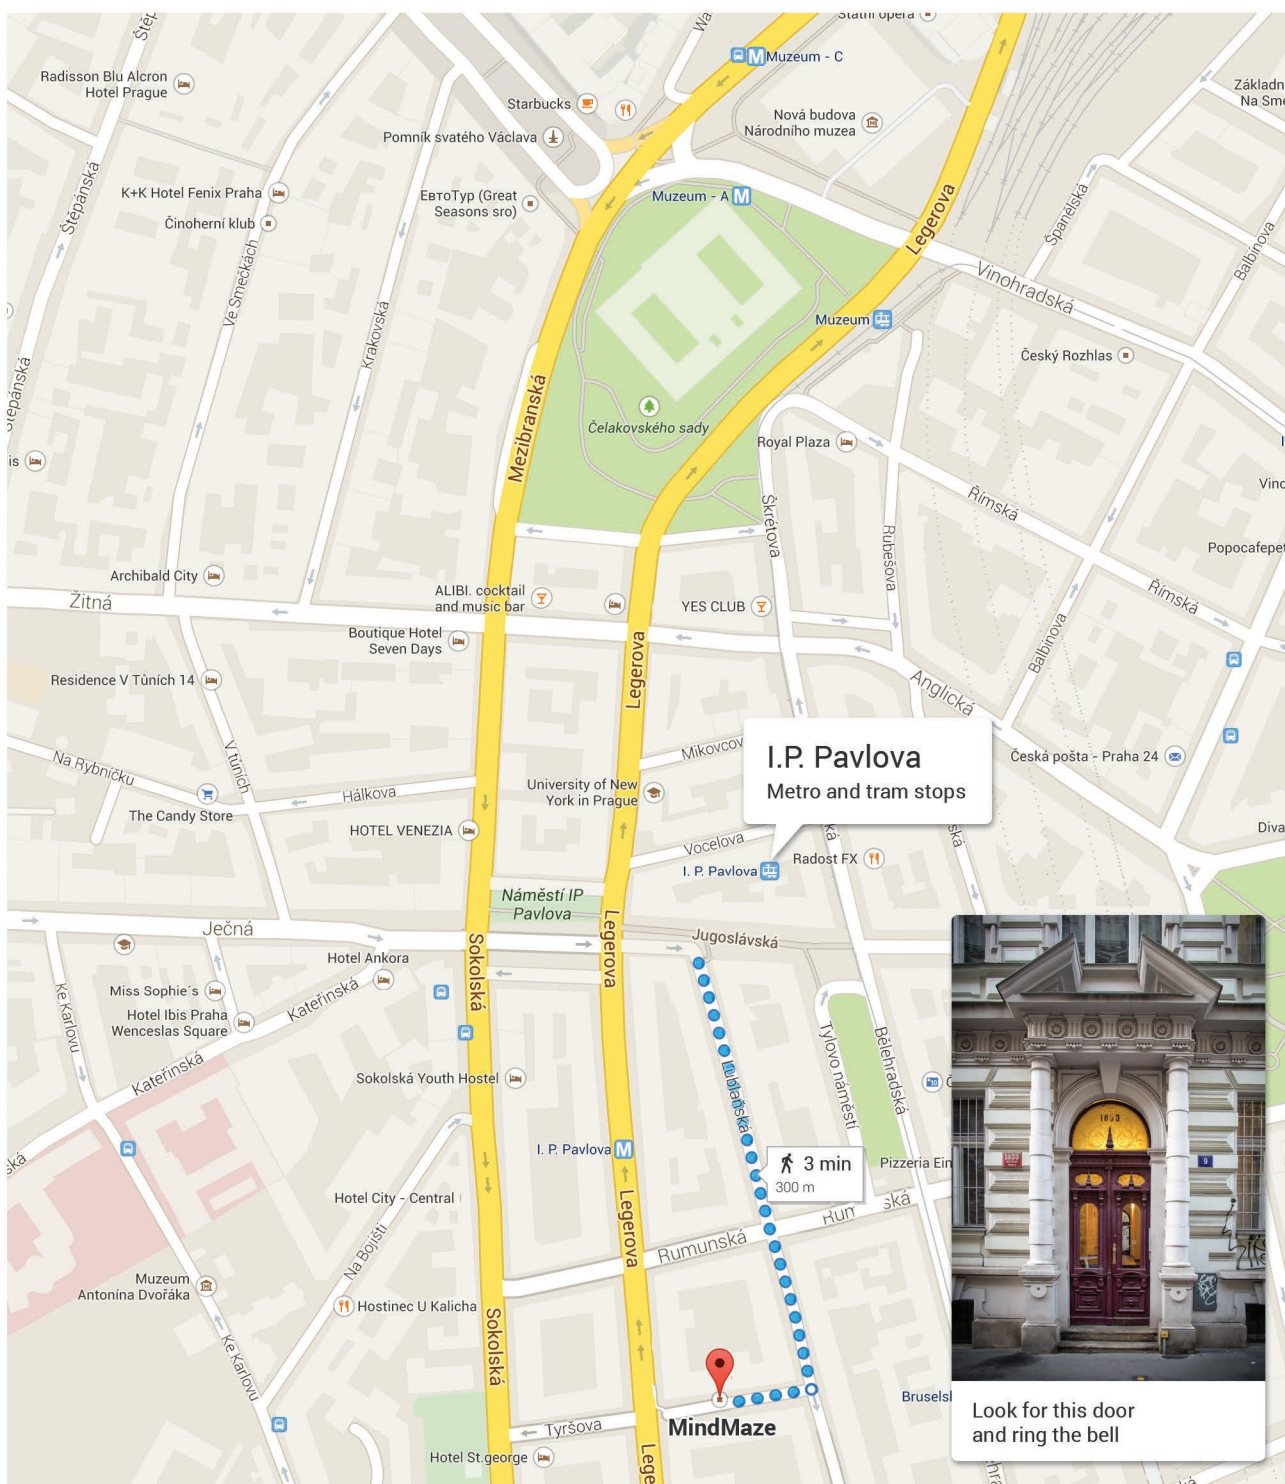 Státní opera
Muzeum - C
Radisson Blu Alcron
Hotel Prague
Starbucks
Nová budova
Národního muzea
Pomník svatého Václava
Štěpánská
K+K Hotel Fenix Praha
ЕвтоТур (Great
Seasons sro)
Muzeum - A
Činoherní klub
Legerova
Španělská
Balbínova
Ve Smečkách
Krakovská
Vinohradská
Muzeum
Český Rozhlas
Mezibranská
Čelakovského sady
Royal Plaza
Škrétova
Římská
Rubešova
Popocafepet
Archibald City
Žitná
ALIBI. cocktail
and music bar
YES CLUB
Římská
Boutique Hotel
Seven Days
Legerova
Balbínova
Residence V Tůních 14
Anglická
Na Rybníčku
V tůních
Mikovcov
I.P. Pavlova
Metro and tram stops
Česká pošta - Praha 24
University of New
York in Prague
Hálkova
The Candy Store
HOTEL VENEZIA
Vocelova
Radost FX
I. P. Pavlova
Náměstí IP
Pavlova
Ječná
Sokolská
Legerova
Jugoslávská
Hotel Ankora
Miss Sophie's
Kateřinská
Hotel Ibis Praha
Wenceslas Square
Ke Karlovu
Kateřinská
Tylovo náměstí
Bělehradská
Lublaňská
Sokolská Youth Hostel
I. P. Pavlova
3 min
300 m
Pizzeria Ein
Hotel City - Central
Legerova
Rumunská
Na Bojišti
Muzeum
Antonína Dvořáka
Hostinec U Kalicha
Sokolská
Ke Karlovu
MindMaze
Tyršova
Hotel St.george
Bruselsk
1833
9
Look for this door
and ring the bell